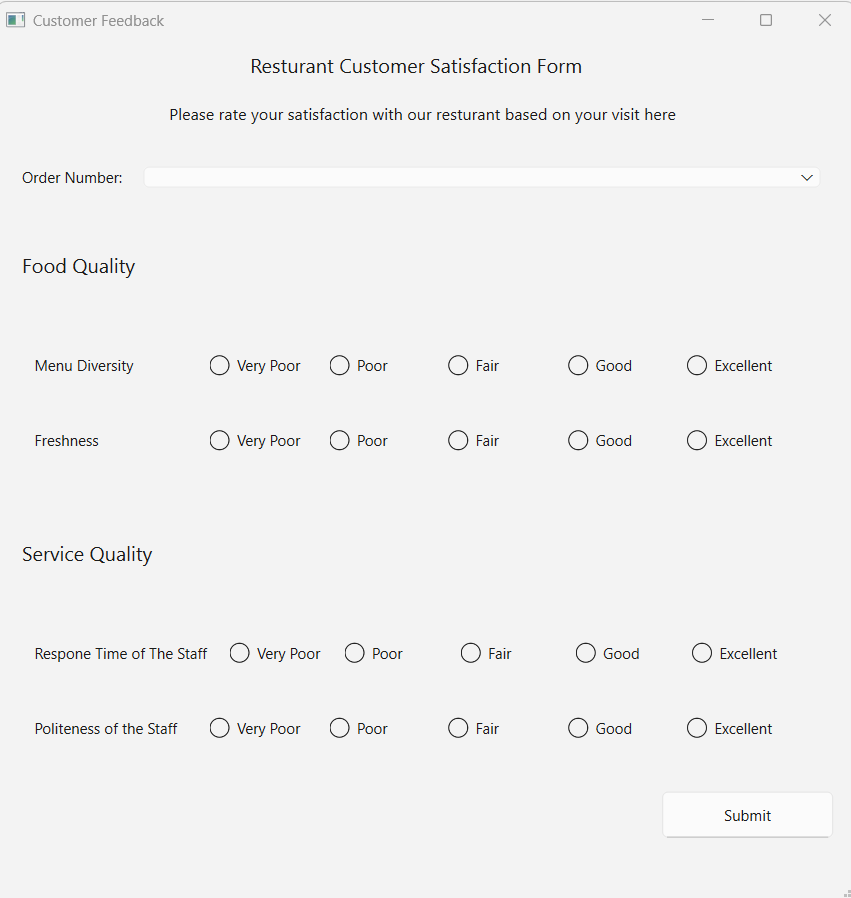 Customer Feedback
Resturant Customer Satisfaction Form
Please rate your satisfaction with our resturant based on your visit here
Order Number:
Food Quality
Menu Diversity Very Poor Poor Fair Good Excellent
Freshness Very Poor Poor Fair Good Excellent
Service Quality
Respone Time of The Staff Very Poor Poor Fair Good Excellent
Politeness of the Staff Very Poor Poor Fair Good Excellent
Submit